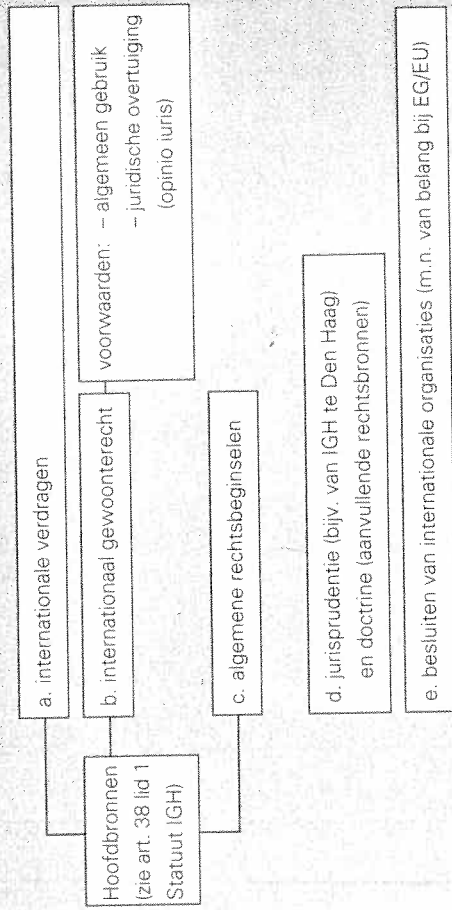 Hoofdbronnen
(zie art. 38 lid 1
Statuut IGH)
a. internationale verdragen
b. internationaal gewoonterecht
voorwaarden: – algemeen gebruik
– juridische overtuiging
(opinio iuris)
c. algemene rechtsbeginselen
d. jurisprudentie (bijv. van IGH te Den Haag)
en doctrine (aanvullende rechtsbronnen)
e. besluiten van internationale organisaties (m.n. van belang bij EG/EU)